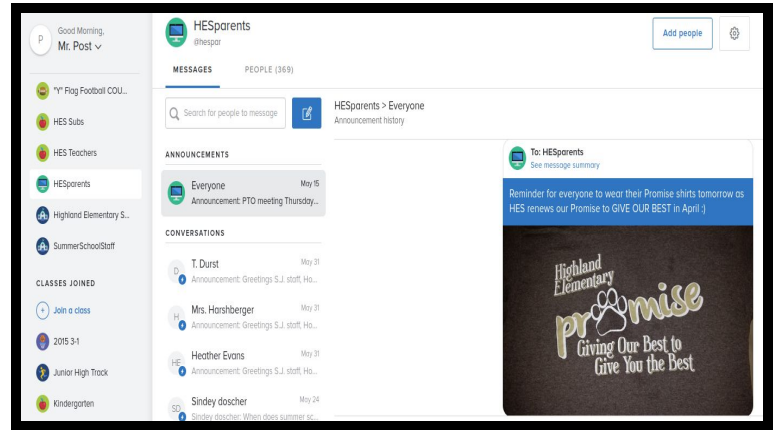 P
Good Morning,
Mr. Post
"Y" Flag Football COU...
HES Subs
HES Teachers
HESparents
Highland Elementary S...
SummerSchoolStaff
CLASSES JOINED
Join a class
2015 3-1
Junior High Track
Kindergarten
HESparents
@hespar
Add people
MESSAGES PEOPLE (369)
Search for people to message
ANNOUNCEMENTS
Everyone May 15
Announcement: PTO meeting Thursday...
CONVERSATIONS
D
T. Durst May 31
Announcement: Greetings S.J. staff, Ho...
H
Mrs. Harshberger May 31
Announcement: Greetings S.J. staff, Ho...
HE
Heather Evans May 31
Announcement: Greetings S.J. staff, Ho...
SD
Sindey doscher May 24
Sindey doscher: When does summer sc...
HESparents > Everyone
Announcement history
To: HESparents
See message summary
Reminder for everyone to wear their Promise shirts tomorrow as
HES renews our Promise to GIVE OUR BEST in April :)
Highland
Elementary
promise
Giving Our Best to
Give You the Best